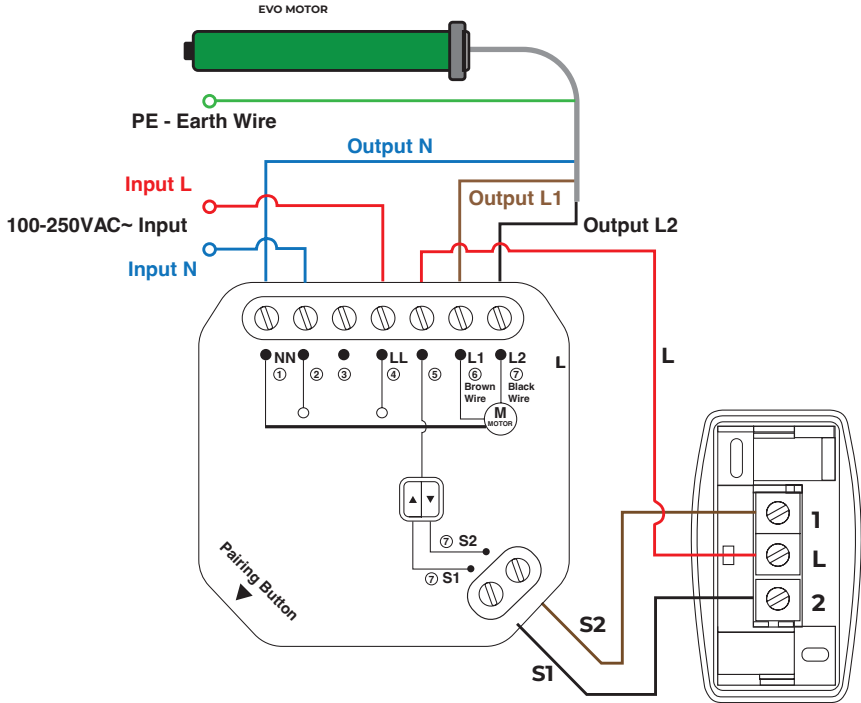 EVO MOTOR
PE - Earth Wire
Output N
Input L
Output L1
100-250VAC~ Input
Output L2
Input N
L
NN
LL
L1
L2
L
① ② ③ ④ ⑤ ⑥ ⑦
Brown
Wire
Black
Wire
M
MOTOR
▲ ▼
⑦ S2
⑦ S1
Pairing Button
1
L
2
S2
S1